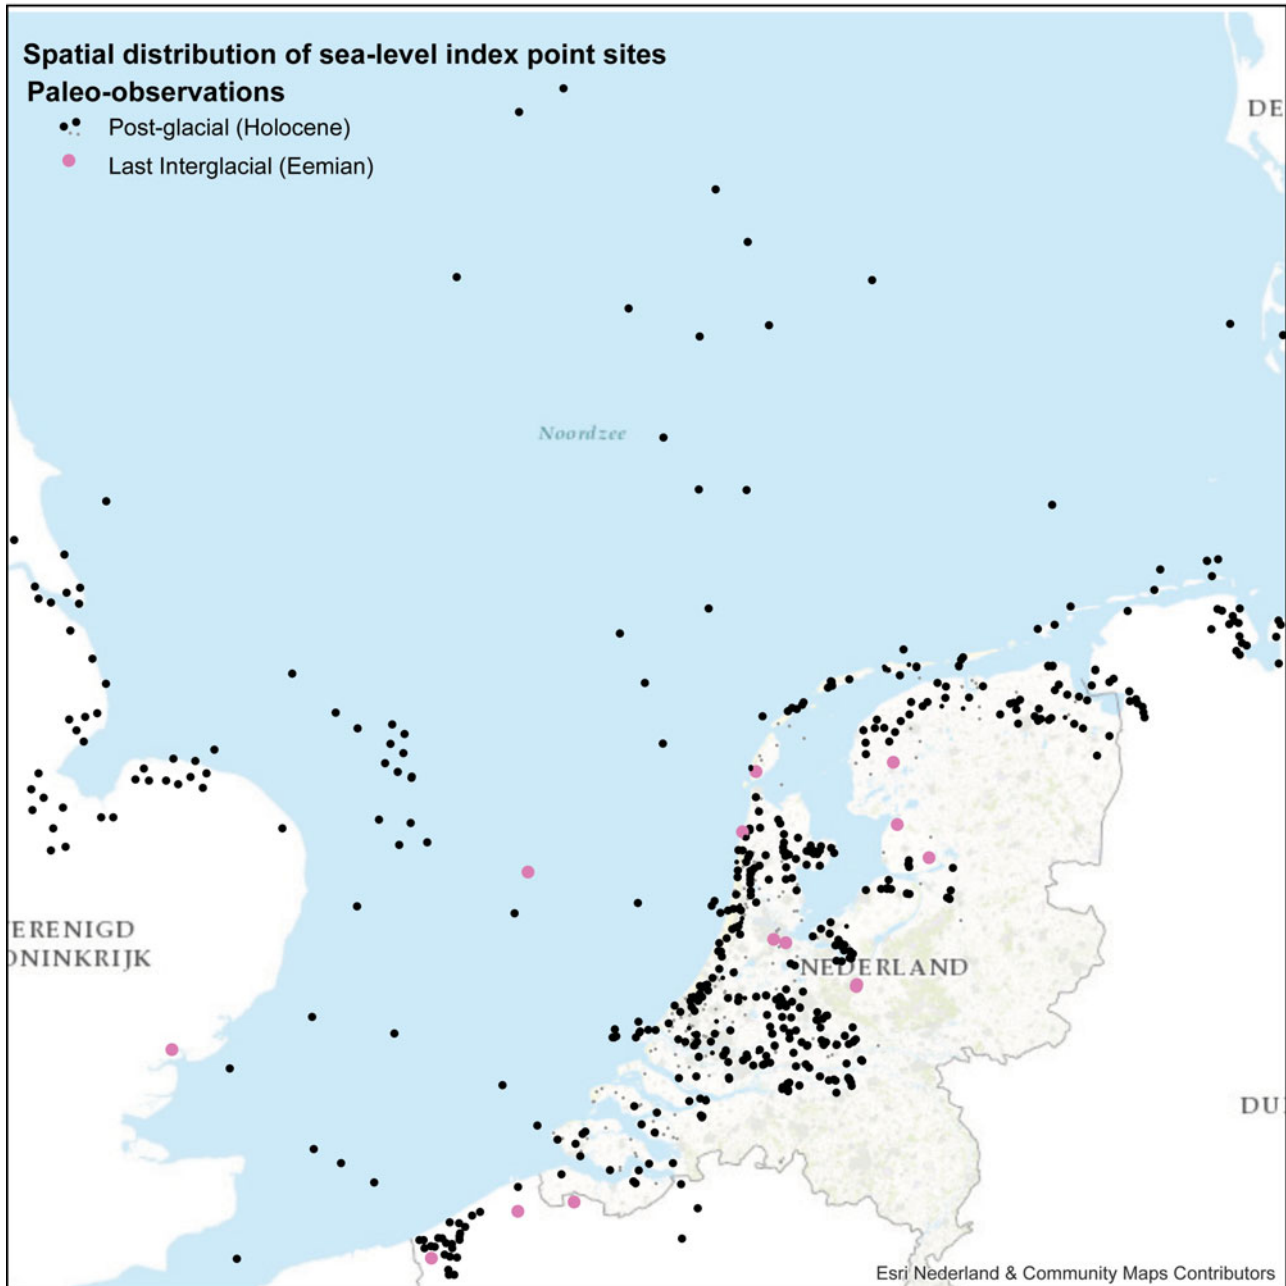 Spatial distribution of sea-level index point sites
Paleo-observations
Post-glacial (Holocene)
Last Interglacial (Eemian)
DE
Noordzee
VERENIGD
ONINKRIJK
NEDERLAND
DU
Esri Nederland & Community Maps Contributors